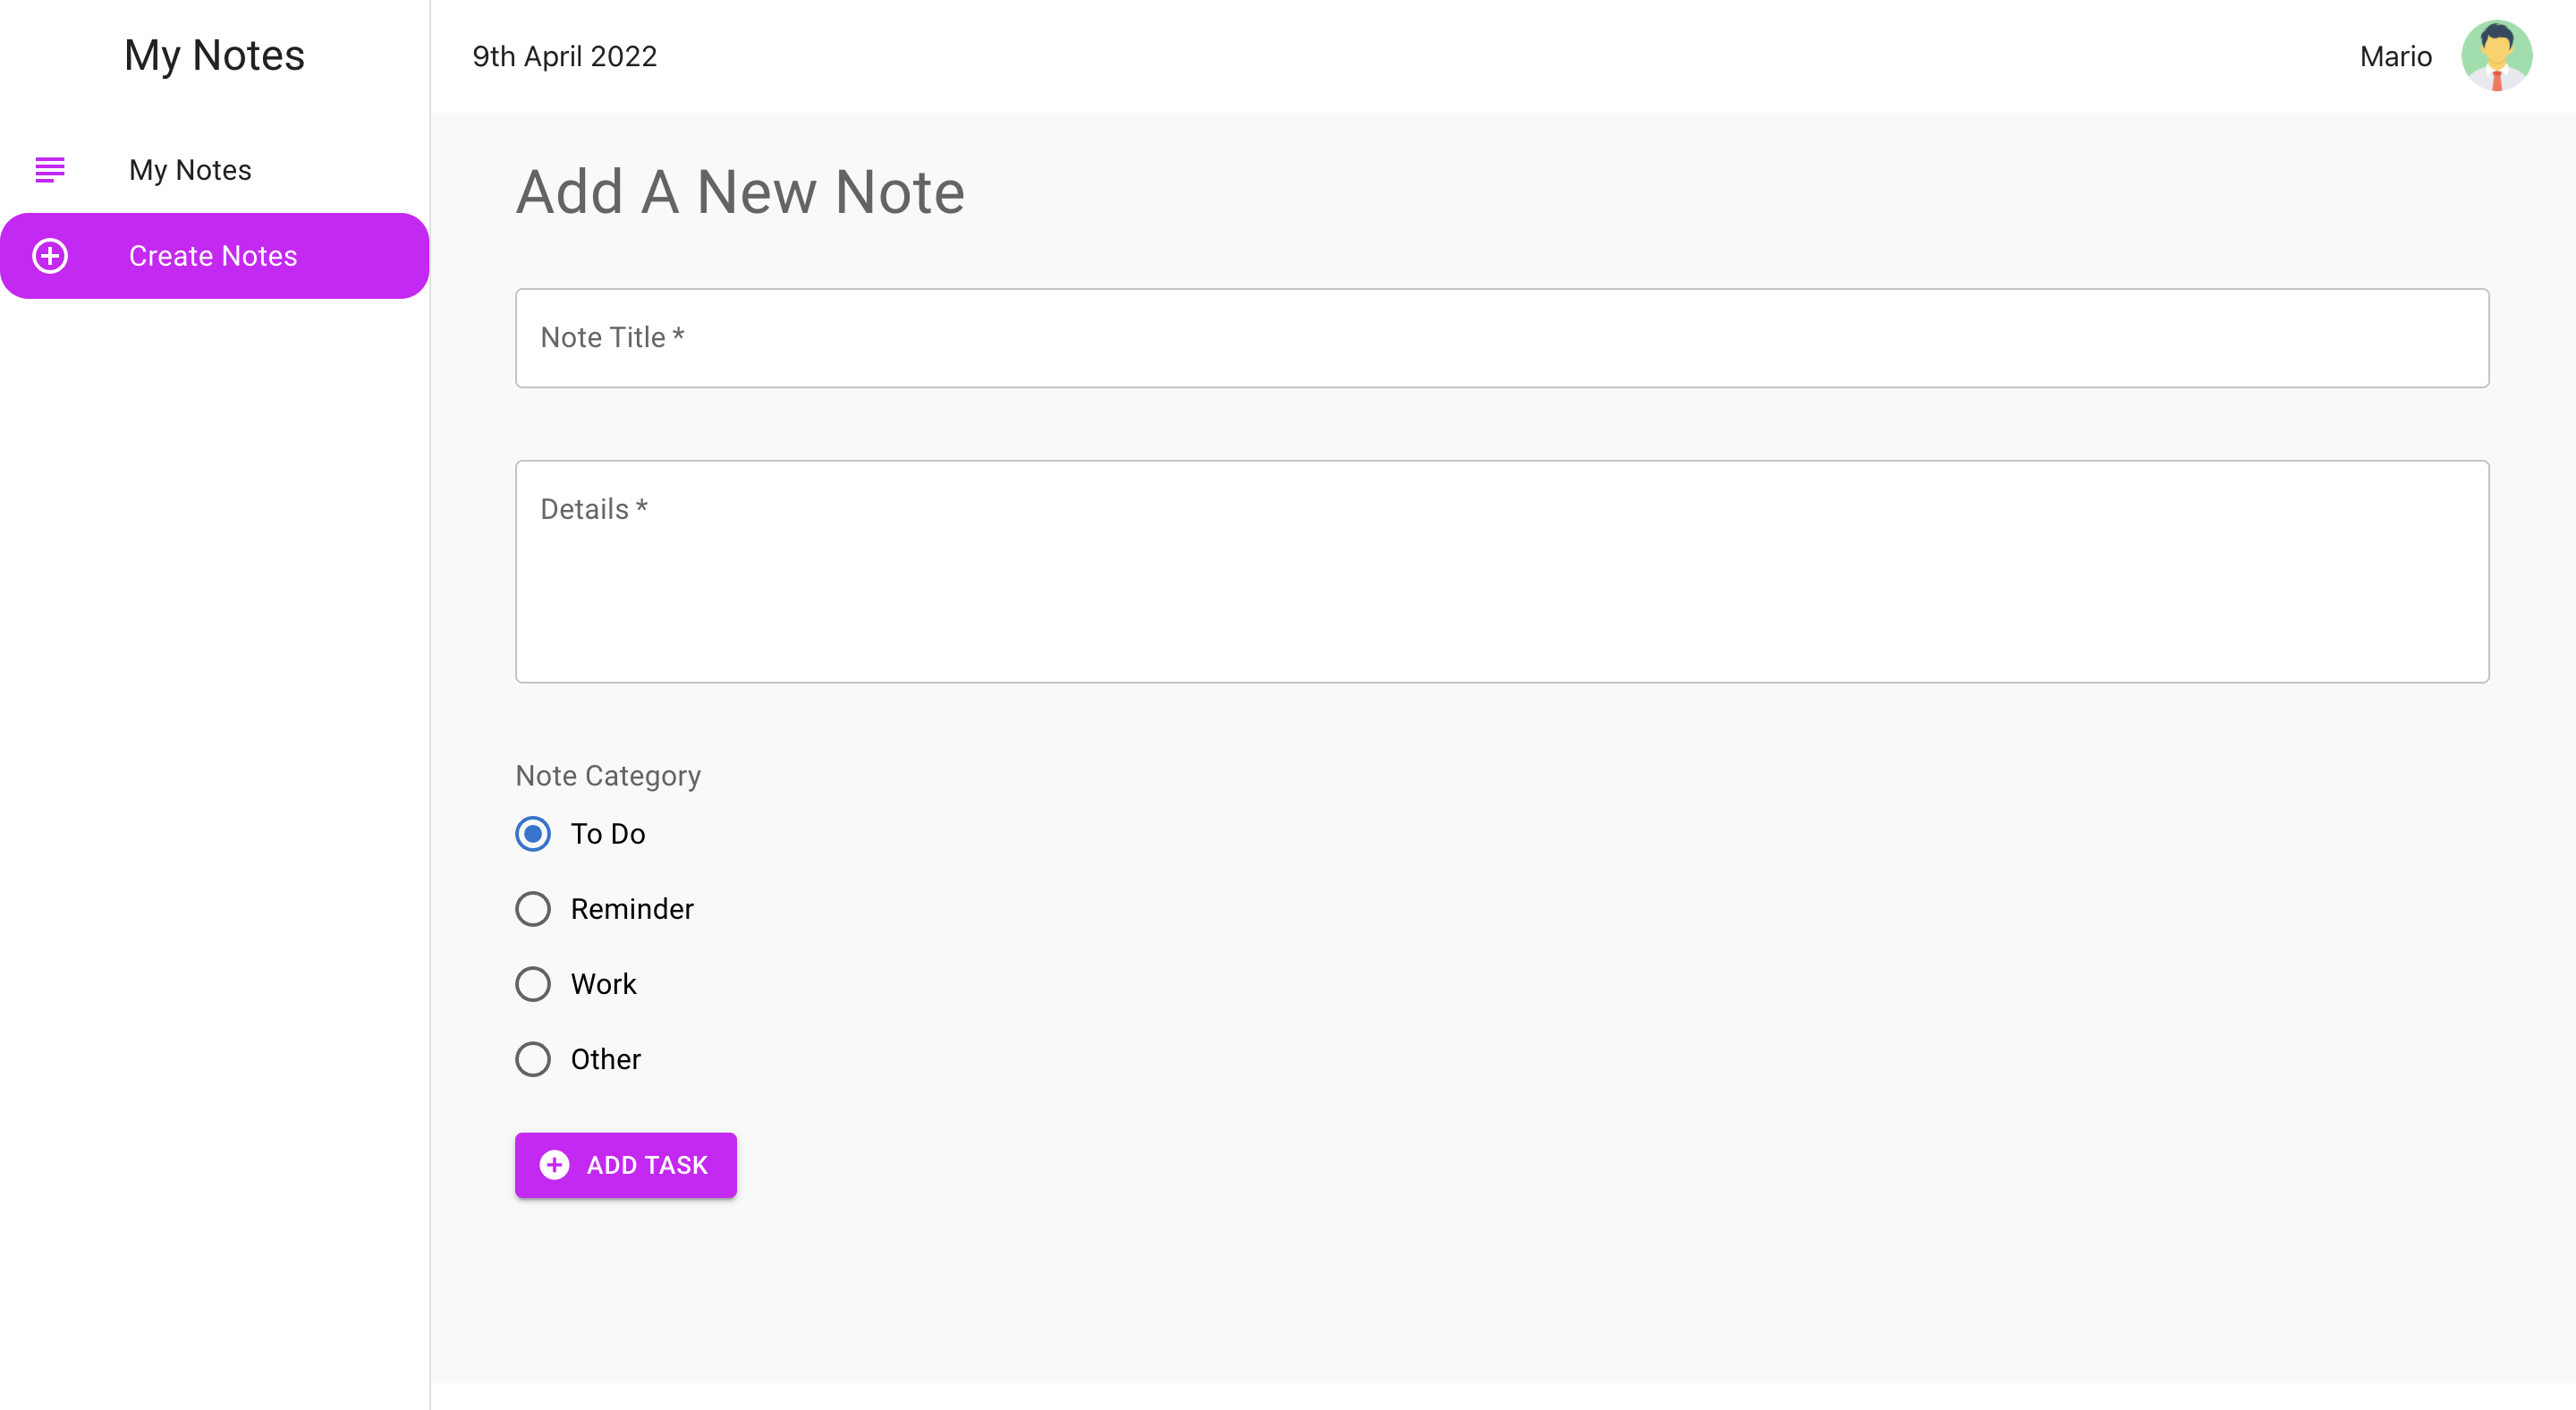 My Notes
My Notes
Create Notes
9th April 2022
Mario
Add A New Note
Note Title *
Details *
Note Category
To Do
Reminder
Work
Other
ADD TASK